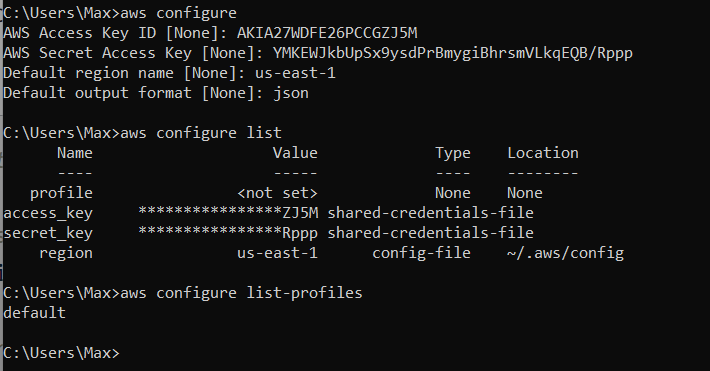 C:\Users\Max>aws configure
AWS Access Key ID [None]: AKIA27WDFE26PCCGZJ5M
AWS Secret Access Key [None]: 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
Default region name [None]: us-east-1
Default output format [None]: json
C:\Users\Max>aws configure list
Name Value Type Location
---- ----- ---- --------
profile <not set> None None
access_key ****************ZJ5M shared-credentials-file
secret_key ****************Rppp shared-credentials-file
region us-east-1 config-file ~/.aws/config
C:\Users\Max>aws configure list-profiles
default
C:\Users\Max>